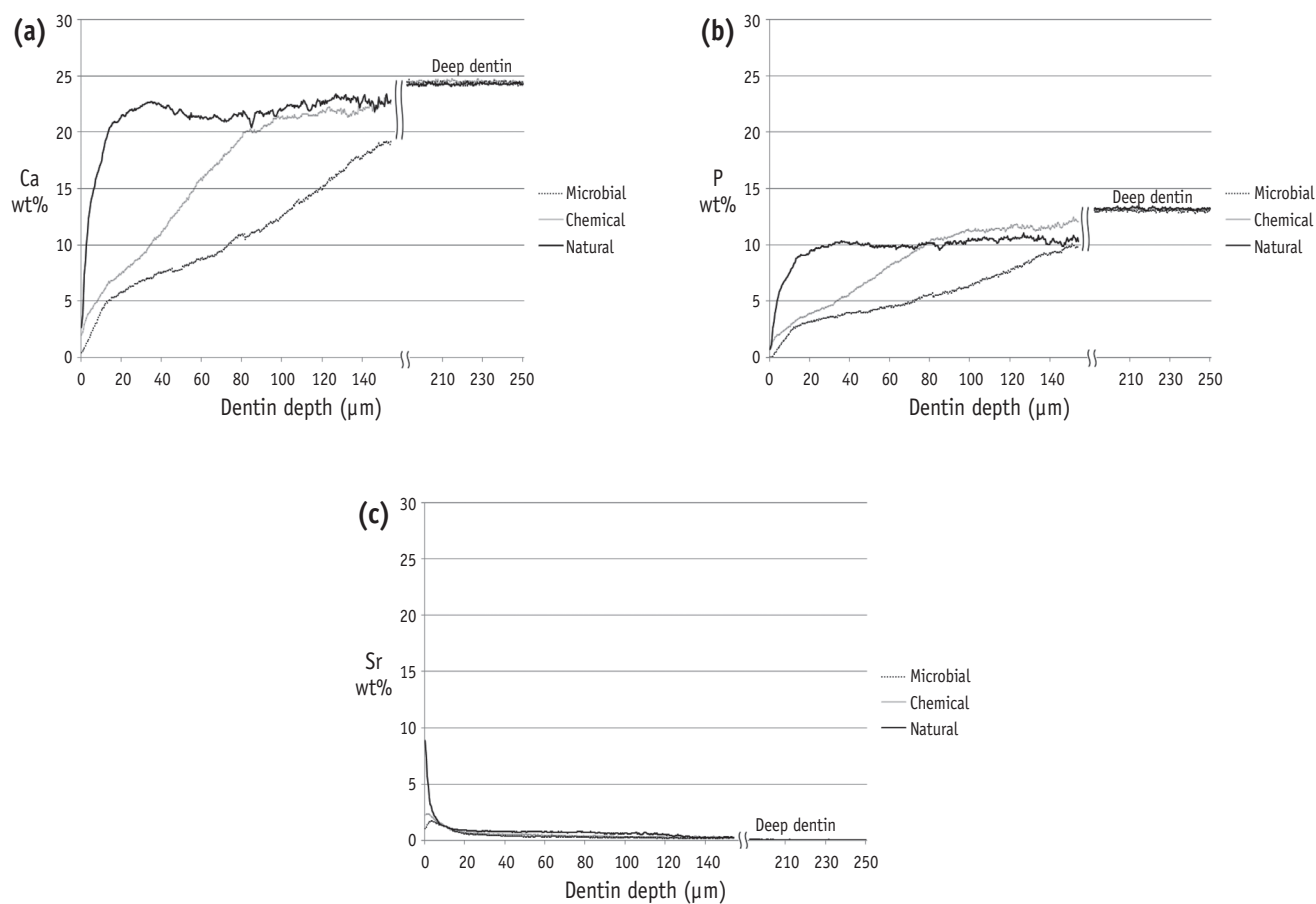 (a)
30
25
20
15
10
5
0
Ca
wt%
Deep dentin
Microbial
Chemical
Natural
0 20 40 60 80 100 120 140 210 230 250
Dentin depth (µm)
(b)
30
25
20
15
10
5
0
P
wt%
Deep dentin
Microbial
Chemical
Natural
0 20 40 60 80 100 120 140 210 230 250
Dentin depth (µm)
(c)
30
25
20
15
10
5
0
Sr
wt%
Deep dentin
Microbial
Chemical
Natural
0 20 40 60 80 100 120 140 210 230 250
Dentin depth (µm)